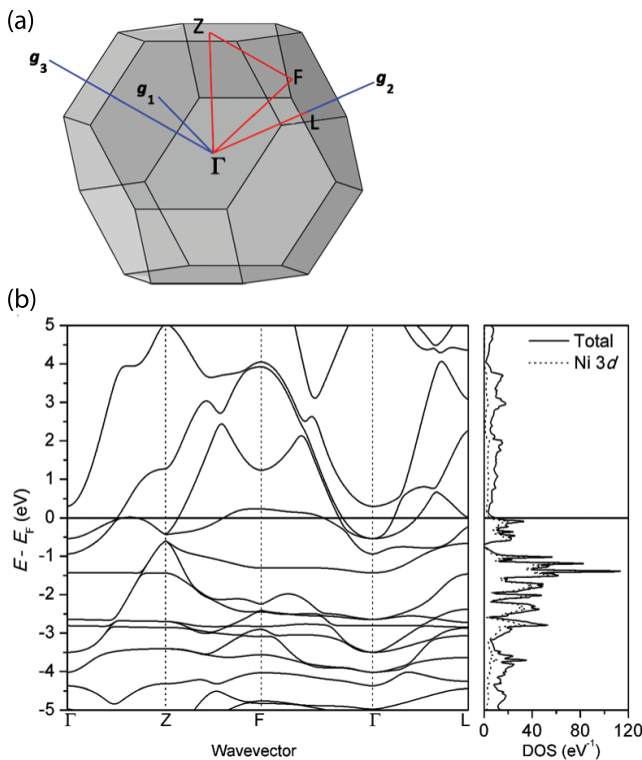 (a)
Z
g3
F
g2
g1
L
Γ
(b)
5
4
3
2
1
0
-1
-2
-3
-4
-5
E - EF (eV)
Γ Z F Γ L
Wavevector
Total
Ni 3d
0 40 80 120
DOS (eV-1)